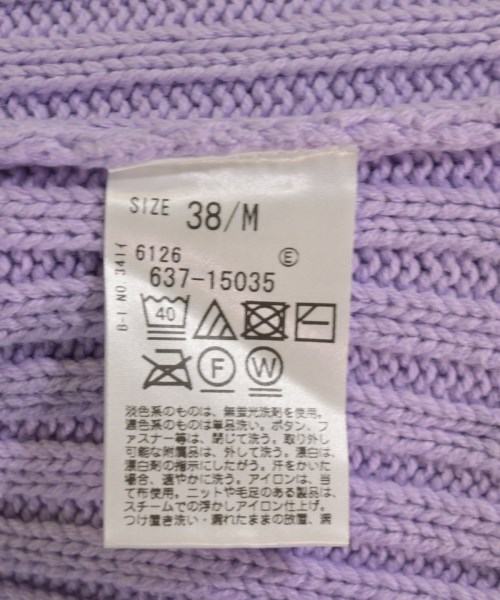 SIZE 38/M
6126 Ⓔ
637-15035
B-I NO.341イ
40
F W
淡色系のものは、無蛍光洗剤を使用。
濃色系のものは単品洗い。ボタン、フ
ァスナー等は、閉じて洗う。取り外し
可能な附属品は、外して洗う。漂白は、
漂白剤の指示にしたがう。汗をかいた
場合、速やかに洗う。アイロンは、当
て布使用。ニットや毛足のある製品は、
スチームでの浮かしアイロン仕上げ。
つけ置き洗い・濡れたままの放置、濡